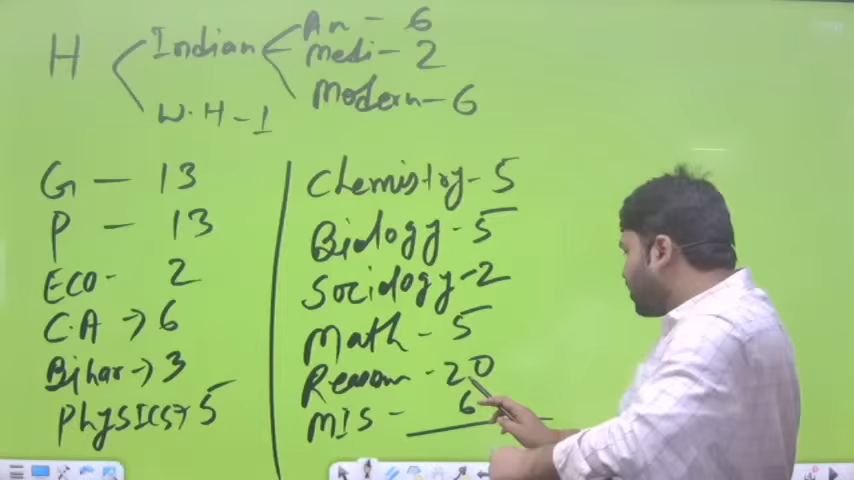 H
Indian
An - 6
Medi - 2
Modern - 6
W.H - 1
G - 13
P - 13
ECO - 2
C.A → 6
Bihar → 3
Physics → 5
Chemistry - 5
Biology - 5
Sociology - 2
Math - 5
Reason - 20
MIS - 6